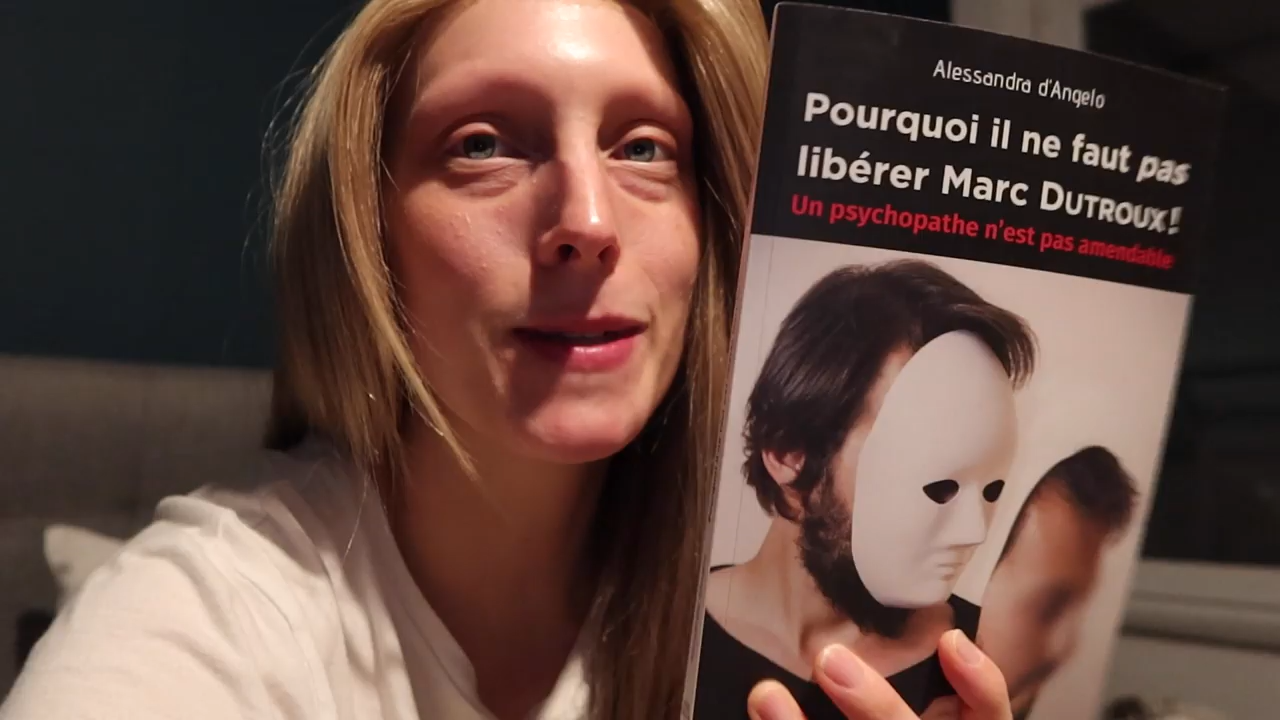 Alessandra d'Angelo
Pourquoi il ne faut pas
libérer Marc DUTROUX!
Un psychopathe n'est pas amendable